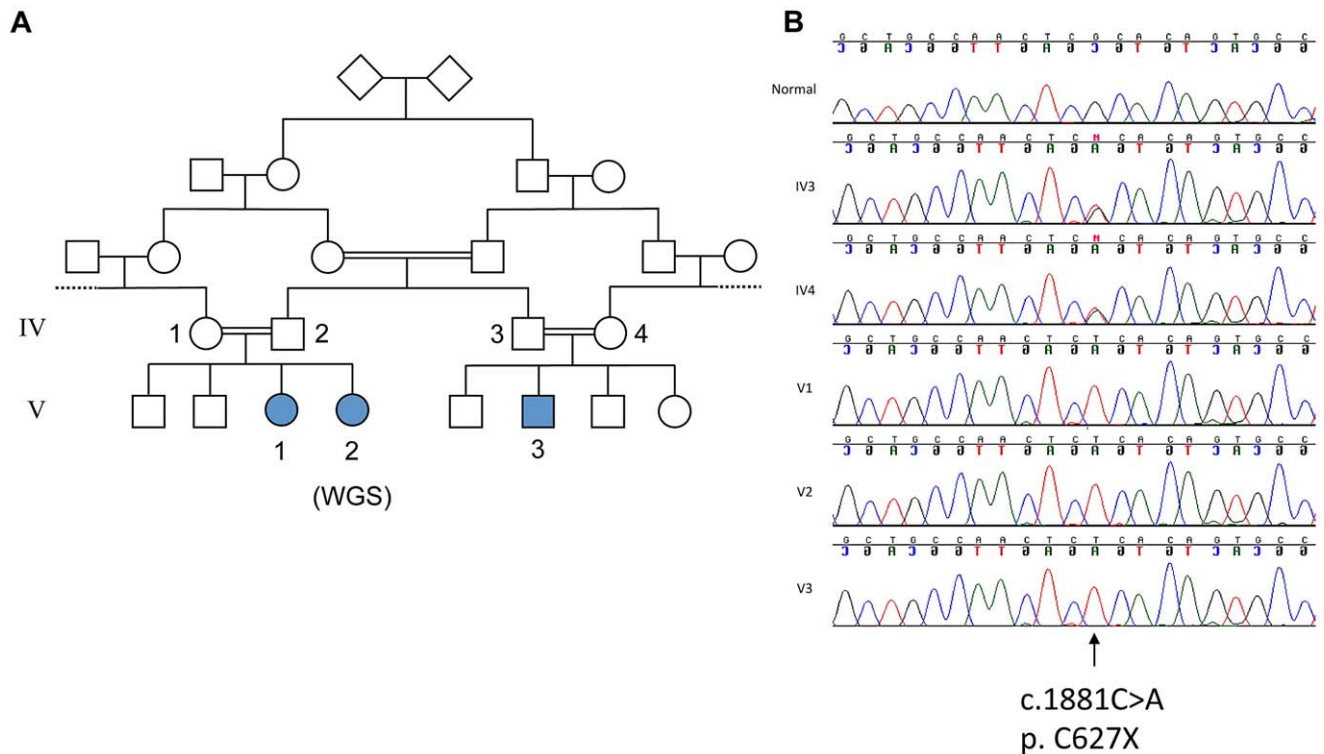 A
IV
1
2
3
4
V
1
2
3
(WGS)
B
G C T G C C A A C T C G C A C A G T G C C
C G A C G G T T G A G C G T G T C A C G G
Normal
G C T G C C A A C T C N C A C A G T G C C
C G A C G G T T G A G A G T G T C A C G G
IV3
G C T G C C A A C T C N C A C A G T G C C
C G A C G G T T G A G A G T G T C A C G G
IV4
G C T G C C A A C T C T C A C A G T G C C
C G A C G G T T G A G A G T G T C A C G G
V1
G C T G C C A A C T C T C A C A G T G C C
C G A C G G T T G A G A G T G T C A C G G
V2
G C T G C C A A C T C T C A C A G T G C C
C G A C G G T T G A G A G T G T C A C G G
V3
c.1881C>A
p. C627X